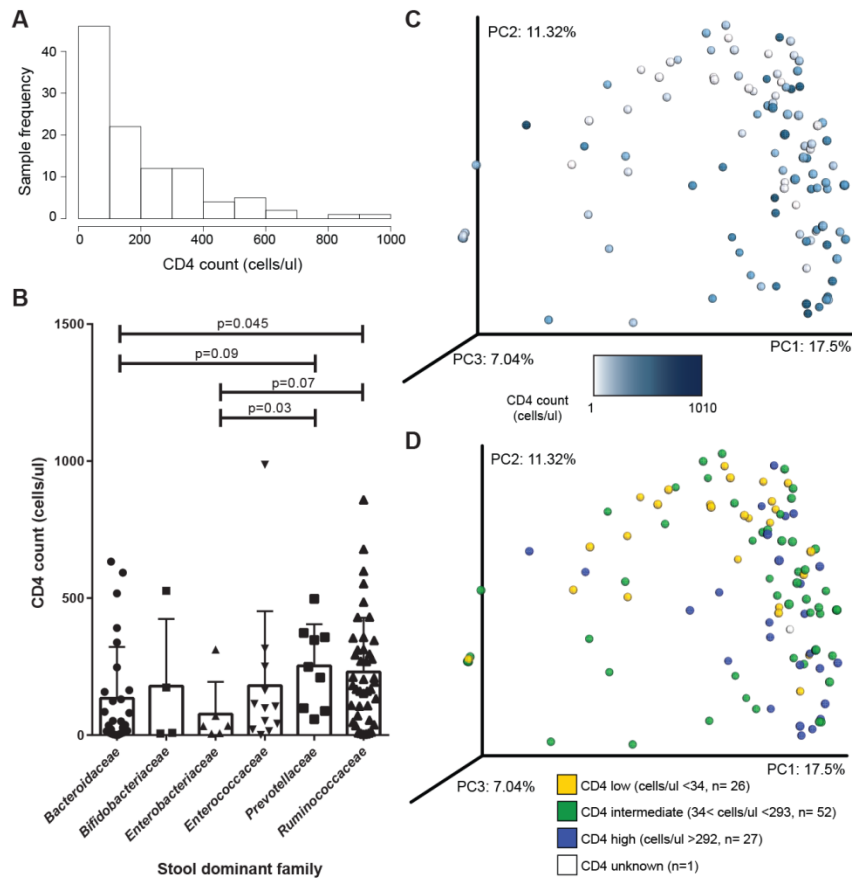 A
Sample frequency
40
30
20
10
0
0
200
400
600
800
1000
CD4 count (cells/ul)
B
CD4 count (cells/ul)
1500
1000
500
0
p=0.045
p=0.09
p=0.07
p=0.03
Bacteroidaceae
Bifidobacteriaceae
Enterobacteriaceae
Enterococcaceae
Prevotellaceae
Ruminococcaceae
Stool dominant family
C
PC2: 11.32%
PC1: 17.5%
PC3: 7.04%
CD4 count
(cells/ul)
1
1010
D
PC2: 11.32%
PC1: 17.5%
PC3: 7.04%
CD4 low (cells/ul <34, n= 26)
CD4 intermediate (34< cells/ul <293, n= 52)
CD4 high (cells/ul >292, n= 27)
CD4 unknown (n=1)